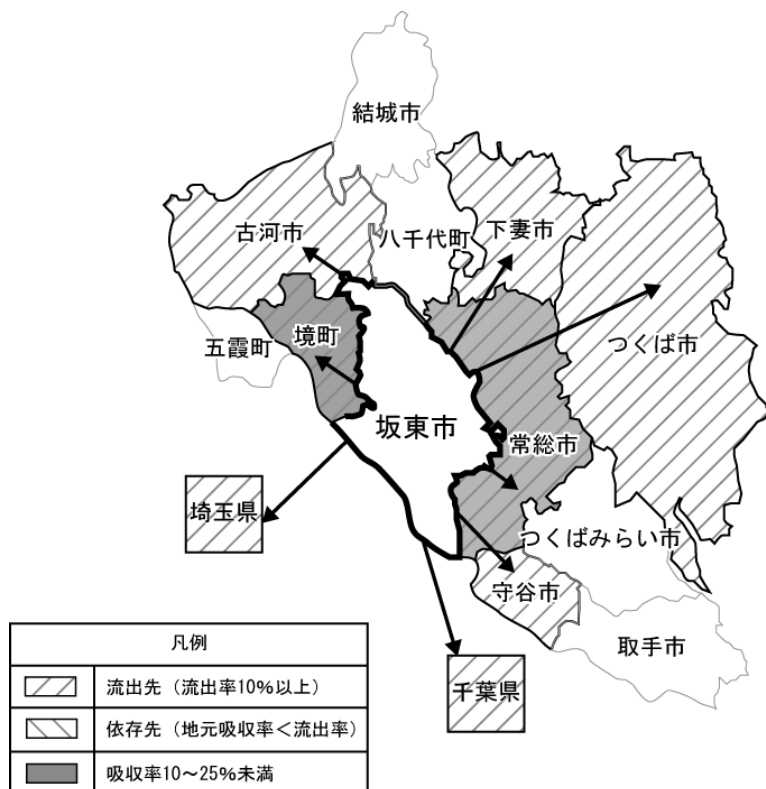 結城市
古河市
八千代町
下妻市
五霞町
境町
つくば市
坂東市
常総市
埼玉県
つくばみらい市
守谷市
取手市
千葉県
凡例
流出先（流出率10%以上）
依存先（地元吸収率＜流出率）
吸収率10～25%未満